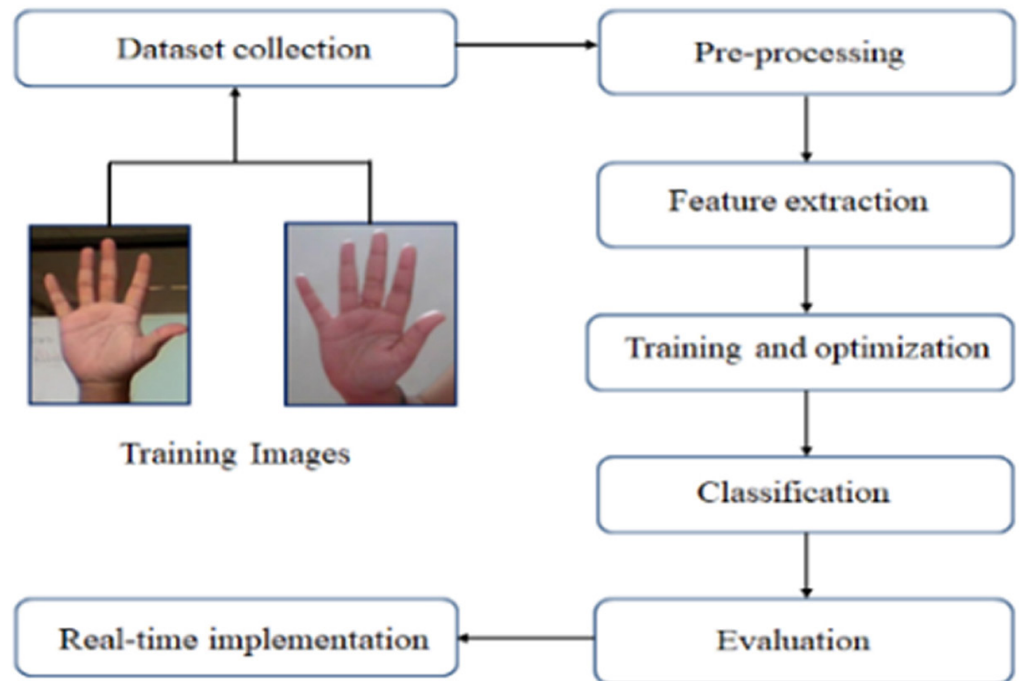 Dataset collection
Pre-processing
Feature extraction
Training and optimization
Training Images
Classification
Real-time implementation
Evaluation